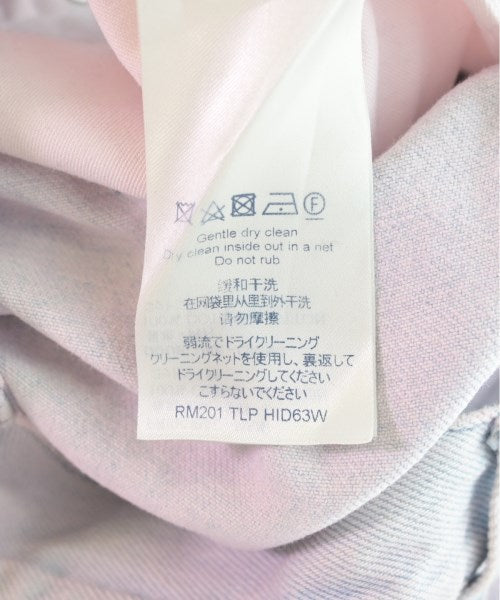 Gentle dry clean
Dry clean inside out in a net
Do not rub
缓和干洗
在网袋里从里到外干洗
请勿摩擦
弱流でドライクリーニング
クリーニングネットを使用し、裏返して
ドライクリーニングしてください
こすらないでください
RM201 TLP HID63W